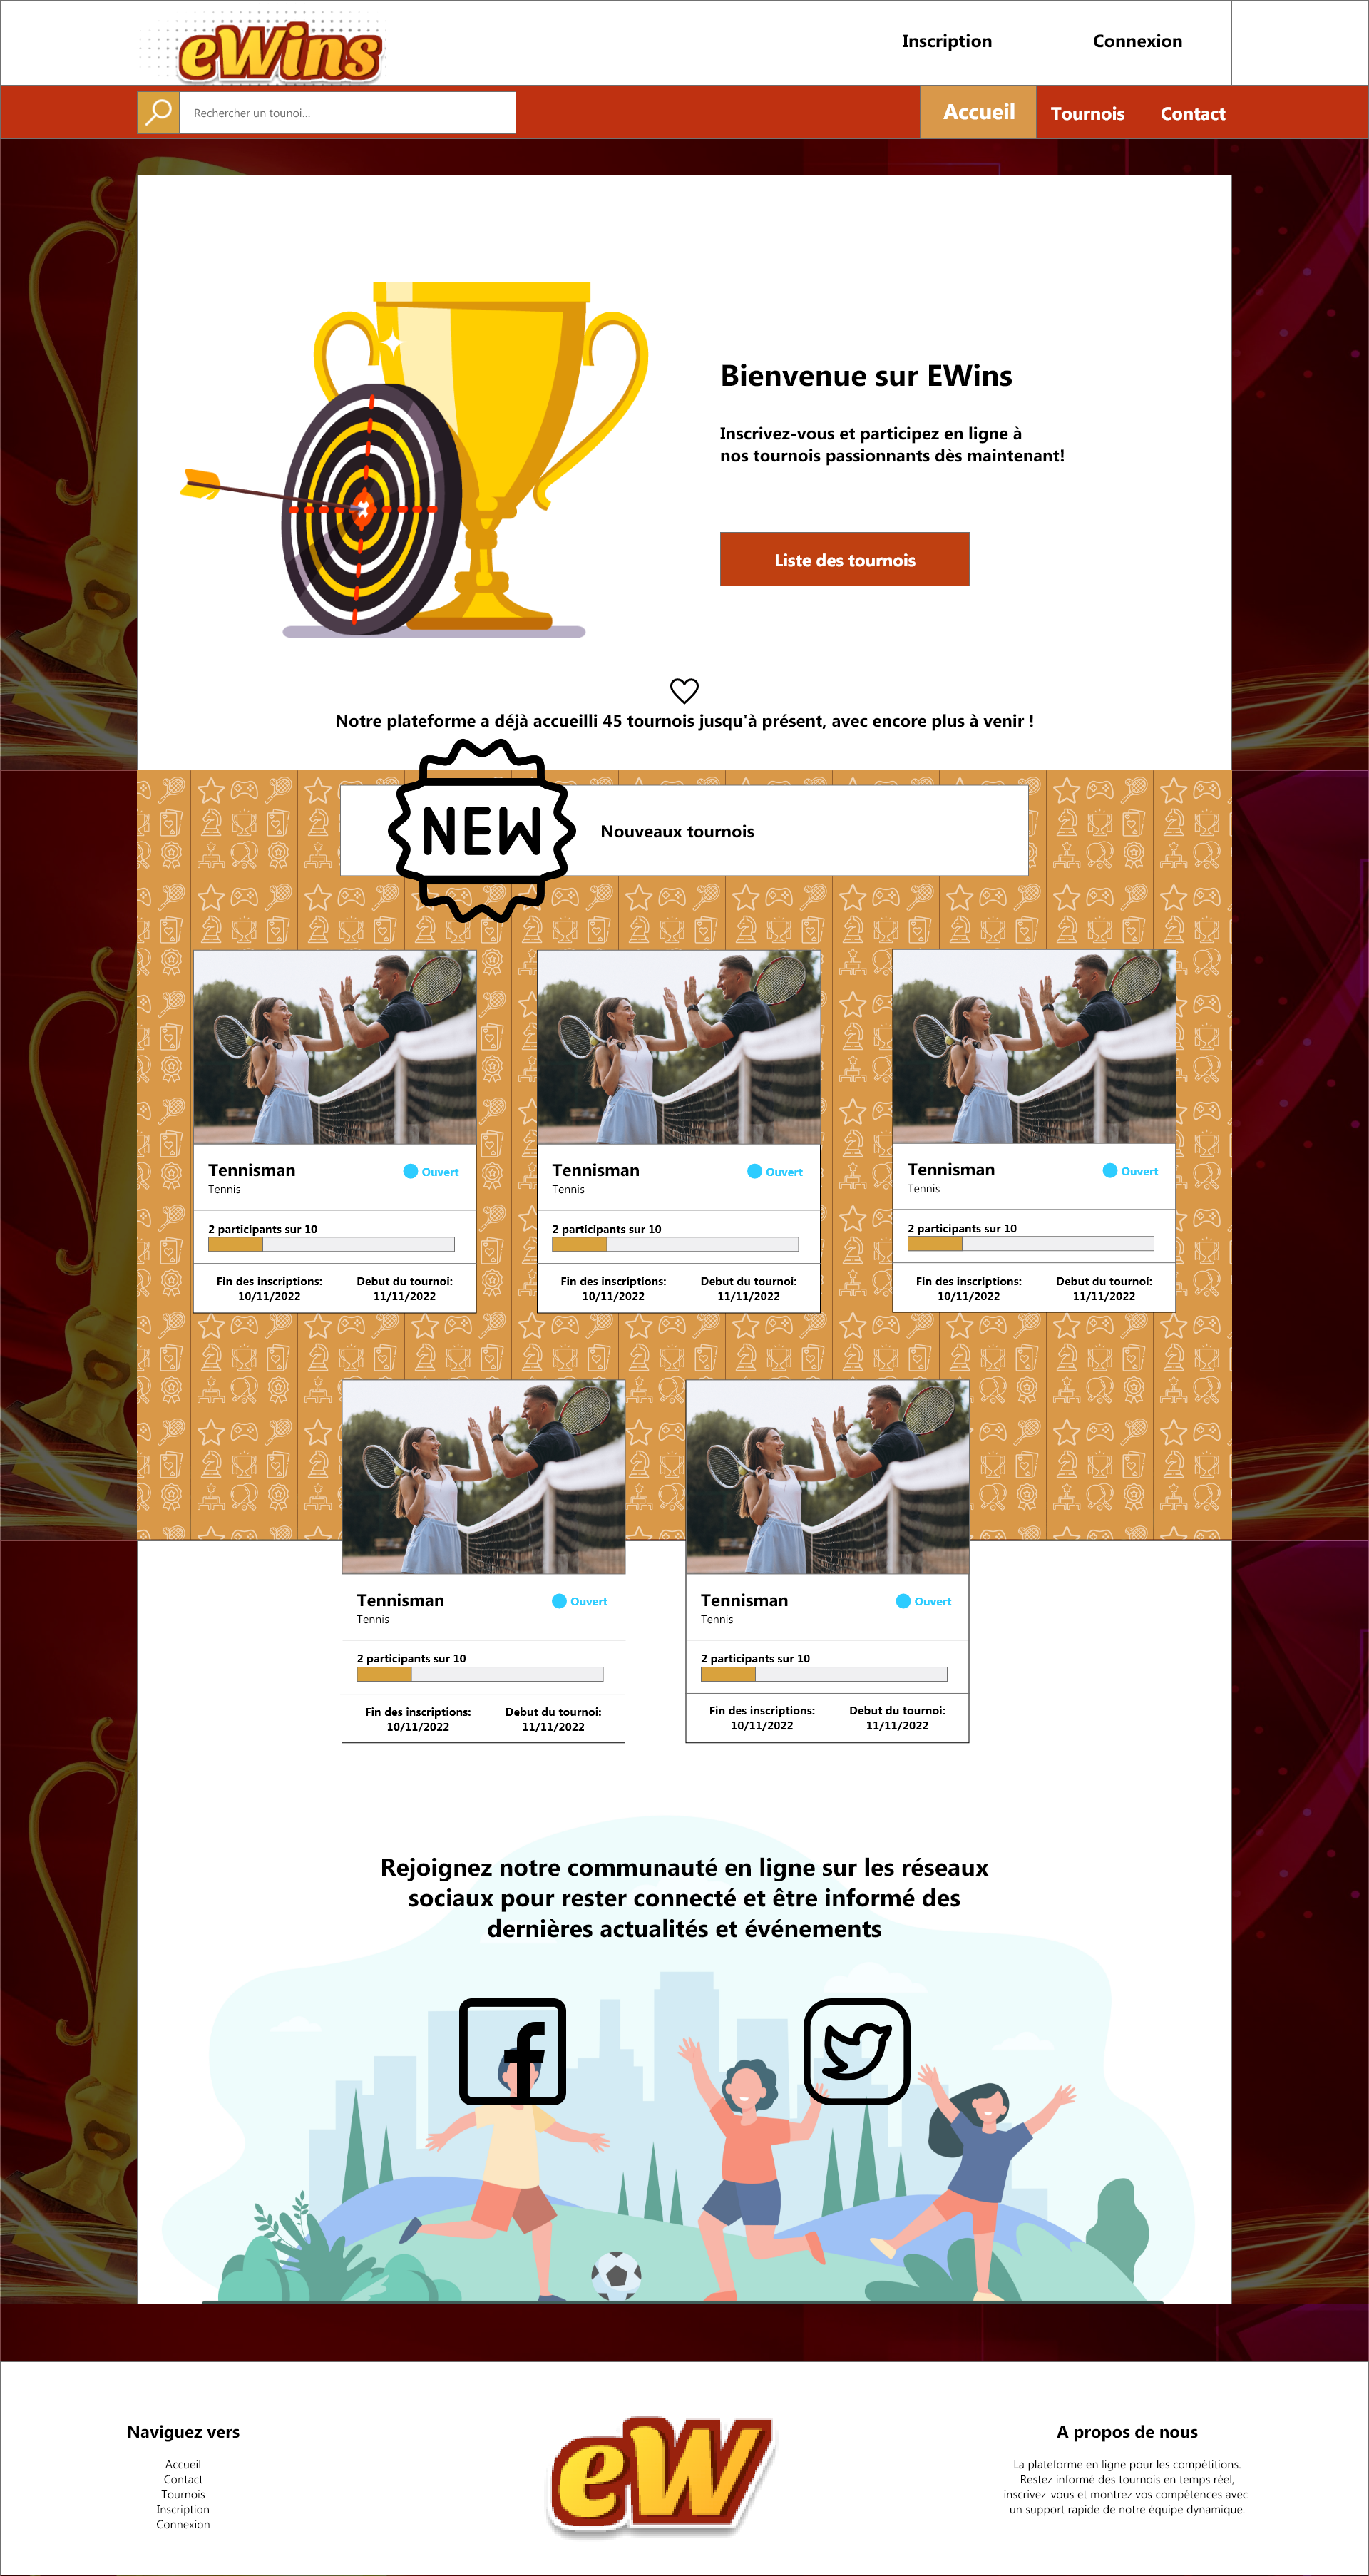 eWins
Inscription
Connexion
Rechercher un tounoi...
Accueil
Tournois
Contact
Bienvenue sur EWins
Inscrivez-vous et participez en ligne à
nos tournois passionnants dès maintenant!
Liste des tournois
Notre plateforme a déjà accueilli 45 tournois jusqu'à présent, avec encore plus à venir !
NEW
Nouveaux tournois
Tennisman
Ouvert
Tennis
2 participants sur 10
Fin des inscriptions:
10/11/2022
Debut du tournoi:
11/11/2022
Tennisman
Ouvert
Tennis
2 participants sur 10
Fin des inscriptions:
10/11/2022
Debut du tournoi:
11/11/2022
Tennisman
Ouvert
Tennis
2 participants sur 10
Fin des inscriptions:
10/11/2022
Debut du tournoi:
11/11/2022
Tennisman
Ouvert
Tennis
2 participants sur 10
Fin des inscriptions:
10/11/2022
Debut du tournoi:
11/11/2022
Tennisman
Ouvert
Tennis
2 participants sur 10
Fin des inscriptions:
10/11/2022
Debut du tournoi:
11/11/2022
Rejoignez notre communauté en ligne sur les réseaux
sociaux pour rester connecté et être informé des
dernières actualités et événements
f
Naviguez vers
Accueil
Contact
Tournois
Inscription
Connexion
eW
A propos de nous
La plateforme en ligne pour les compétitions.
Restez informé des tournois en temps réel,
inscrivez-vous et montrez vos compétences avec
un support rapide de notre équipe dynamique.